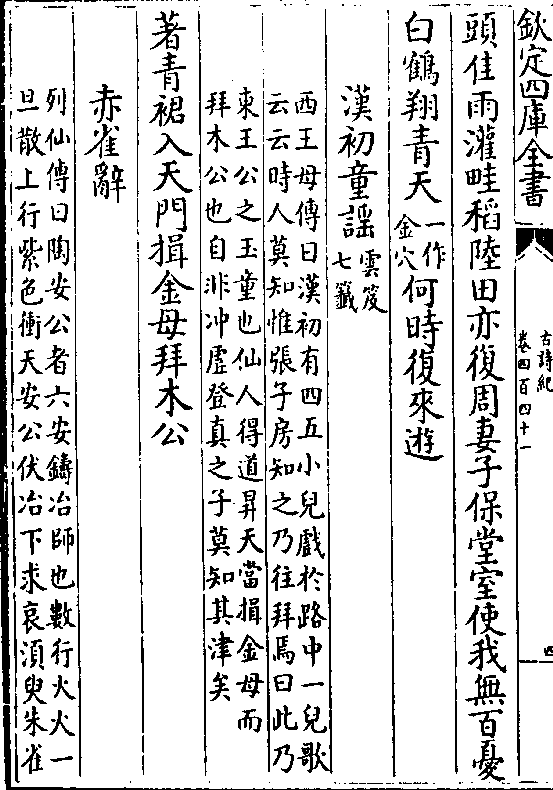 欽定四庫全書
古詩紀
卷四百四十一
四
頭佳雨灌畦稻陸田亦復周妻子保堂室使我無百憂
白鶴翔青天一作金穴何時復來遊
漢初童謡雲笈七籤
西王母傳曰漢初有四五小兒戲於路中一兒歌
云云時人莫知惟張子房知之乃往拜焉曰此乃
東王公之玉童也仙人得道昇天當揖金母而
拜木公也自非冲虛登真之子莫知其津矣
著青裙入天門揖金母拜木公
赤雀辭
列仙傳曰陶安公者六安鑄冶師也數行火火一
旦散上行紫色衝天安公伏冶下求哀湏臾朱雀